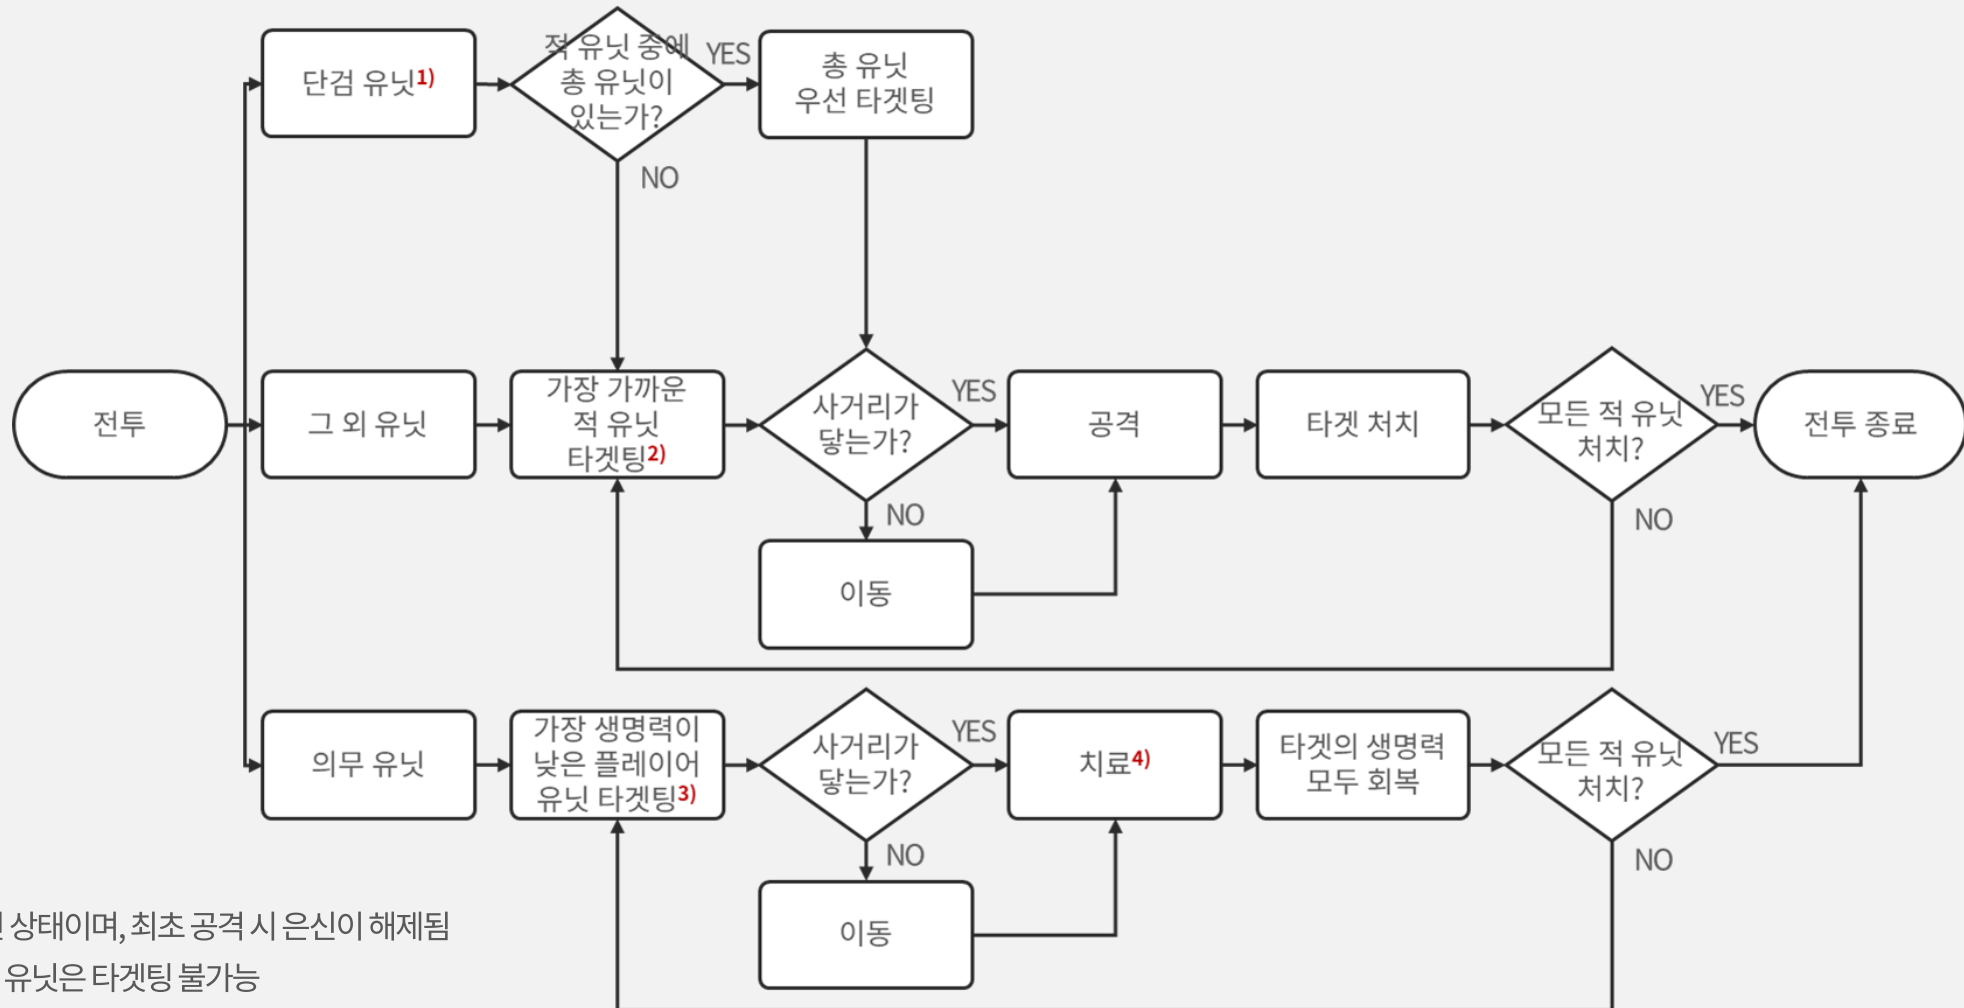 단검 유닛1)
적 유닛 중에
총 유닛이
있는가?
YES
총 유닛
우선 타겟팅
NO
전투
그 외 유닛
가장 가까운
적 유닛
타겟팅2)
사거리가
닿는가?
YES
공격
타겟 처치
모든 적 유닛
처치?
YES
전투 종료
NO
이동
NO
의무 유닛
가장 생명력이
낮은 플레이어
유닛 타겟팅3)
사거리가
닿는가?
YES
치료4)
타겟의 생명력
모두 회복
모든 적 유닛
처치?
YES
NO
이동
NO
상태이며, 최초 공격 시 은신이 해제됨
유닛은 타겟팅 불가능